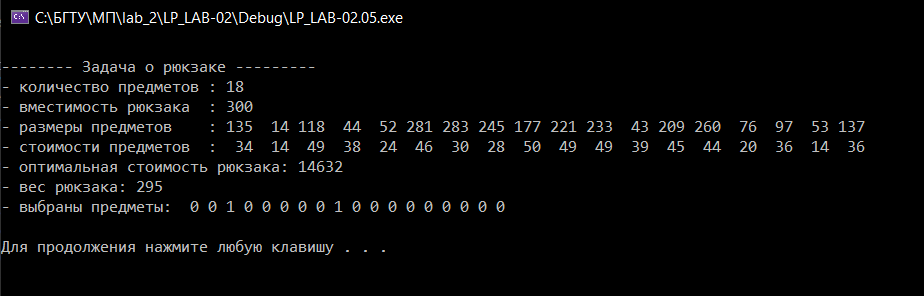 C:\БГТУ\МП\lab_2\LP_LAB-02\Debug\LP_LAB-02.05.exe
-------- Задача о рюкзаке ---------
- количество предметов : 18
- вместимость рюкзака  : 300
- размеры предметов    : 135  14 118  44  52 281 283 245 177 221 233  43 209 260  76  97  53 137
- стоимости предметов  :  34  14  49  38  24  46  30  28  50  49  49  39  45  44  20  36  14  36
- оптимальная стоимость рюкзака: 14632
- вес рюкзака: 295
- выбраны предметы:  0 0 1 0 0 0 0 0 1 0 0 0 0 0 0 0 0 0
Для продолжения нажмите любую клавишу . . .